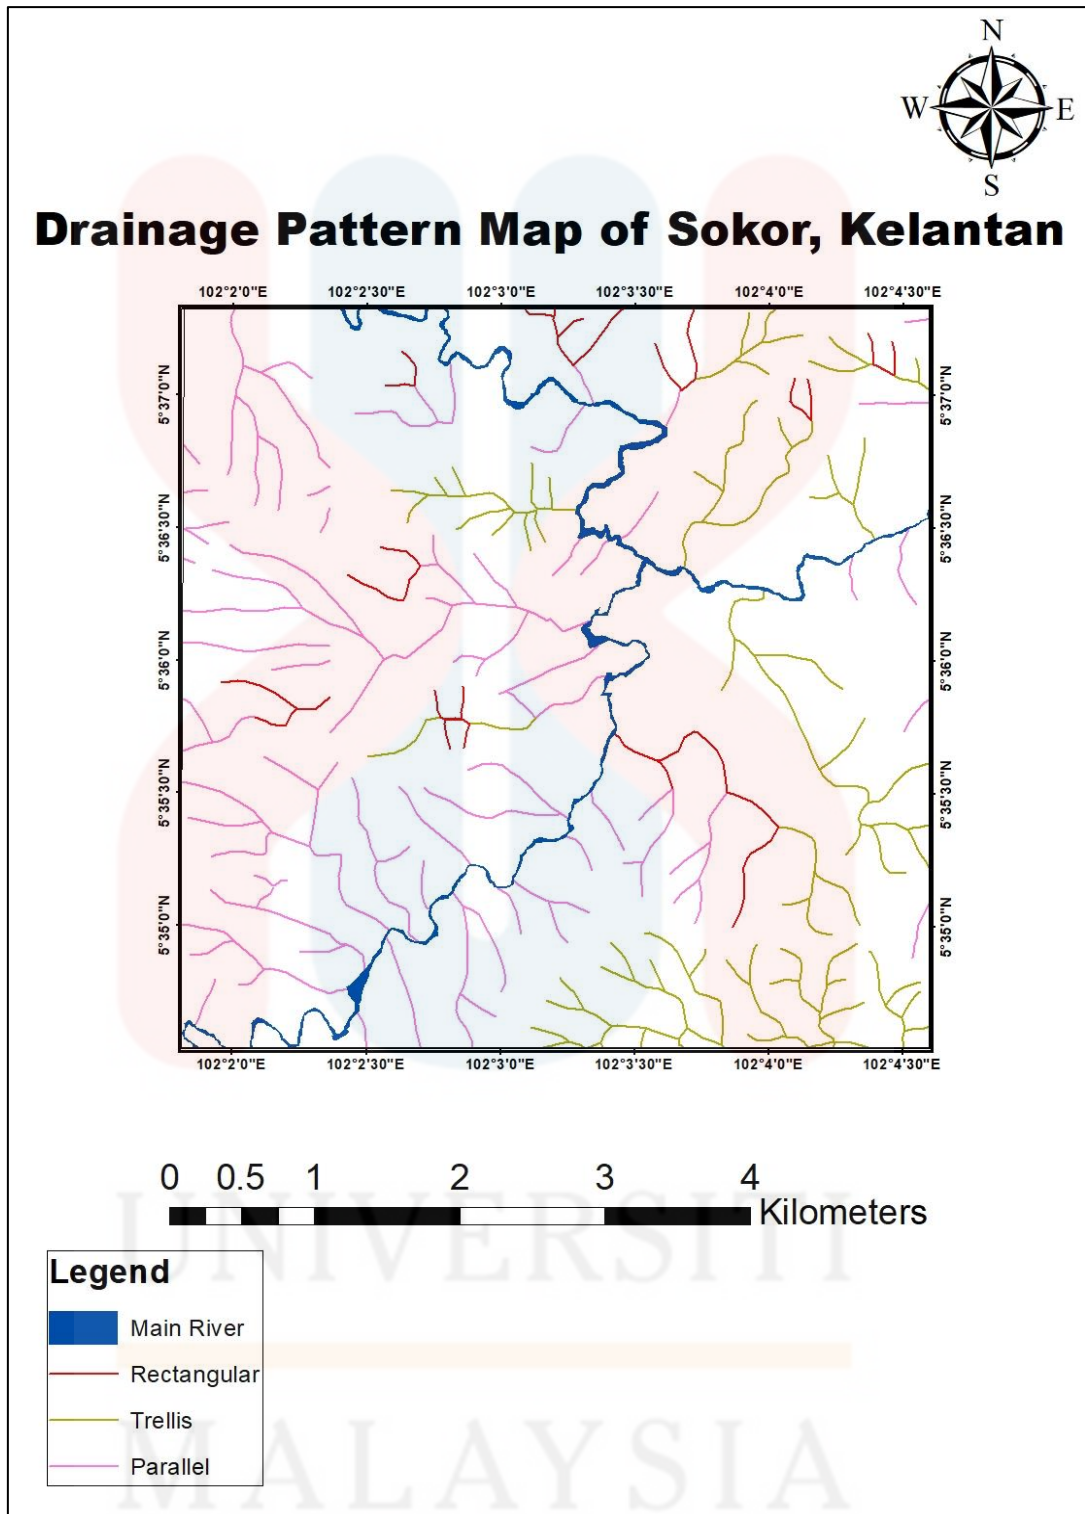 N
W E
S
Drainage Pattern Map of Sokor, Kelantan
102°2'0"E 102°2'30"E 102°3'0"E 102°3'30"E 102°4'0"E 102°4'30"E
5°37'0"N 5°37'0"N
5°36'30"N 5°36'30"N
5°36'0"N 5°36'0"N
5°35'30"N 5°35'30"N
5°35'0"N 5°35'0"N
102°2'0"E 102°2'30"E 102°3'0"E 102°3'30"E 102°4'0"E 102°4'30"E
0 0.5 1 2 3 4
Kilometers
UNIVERSITI
Legend
Main River
Rectangular
Trellis
Parallel
MALAYSIA